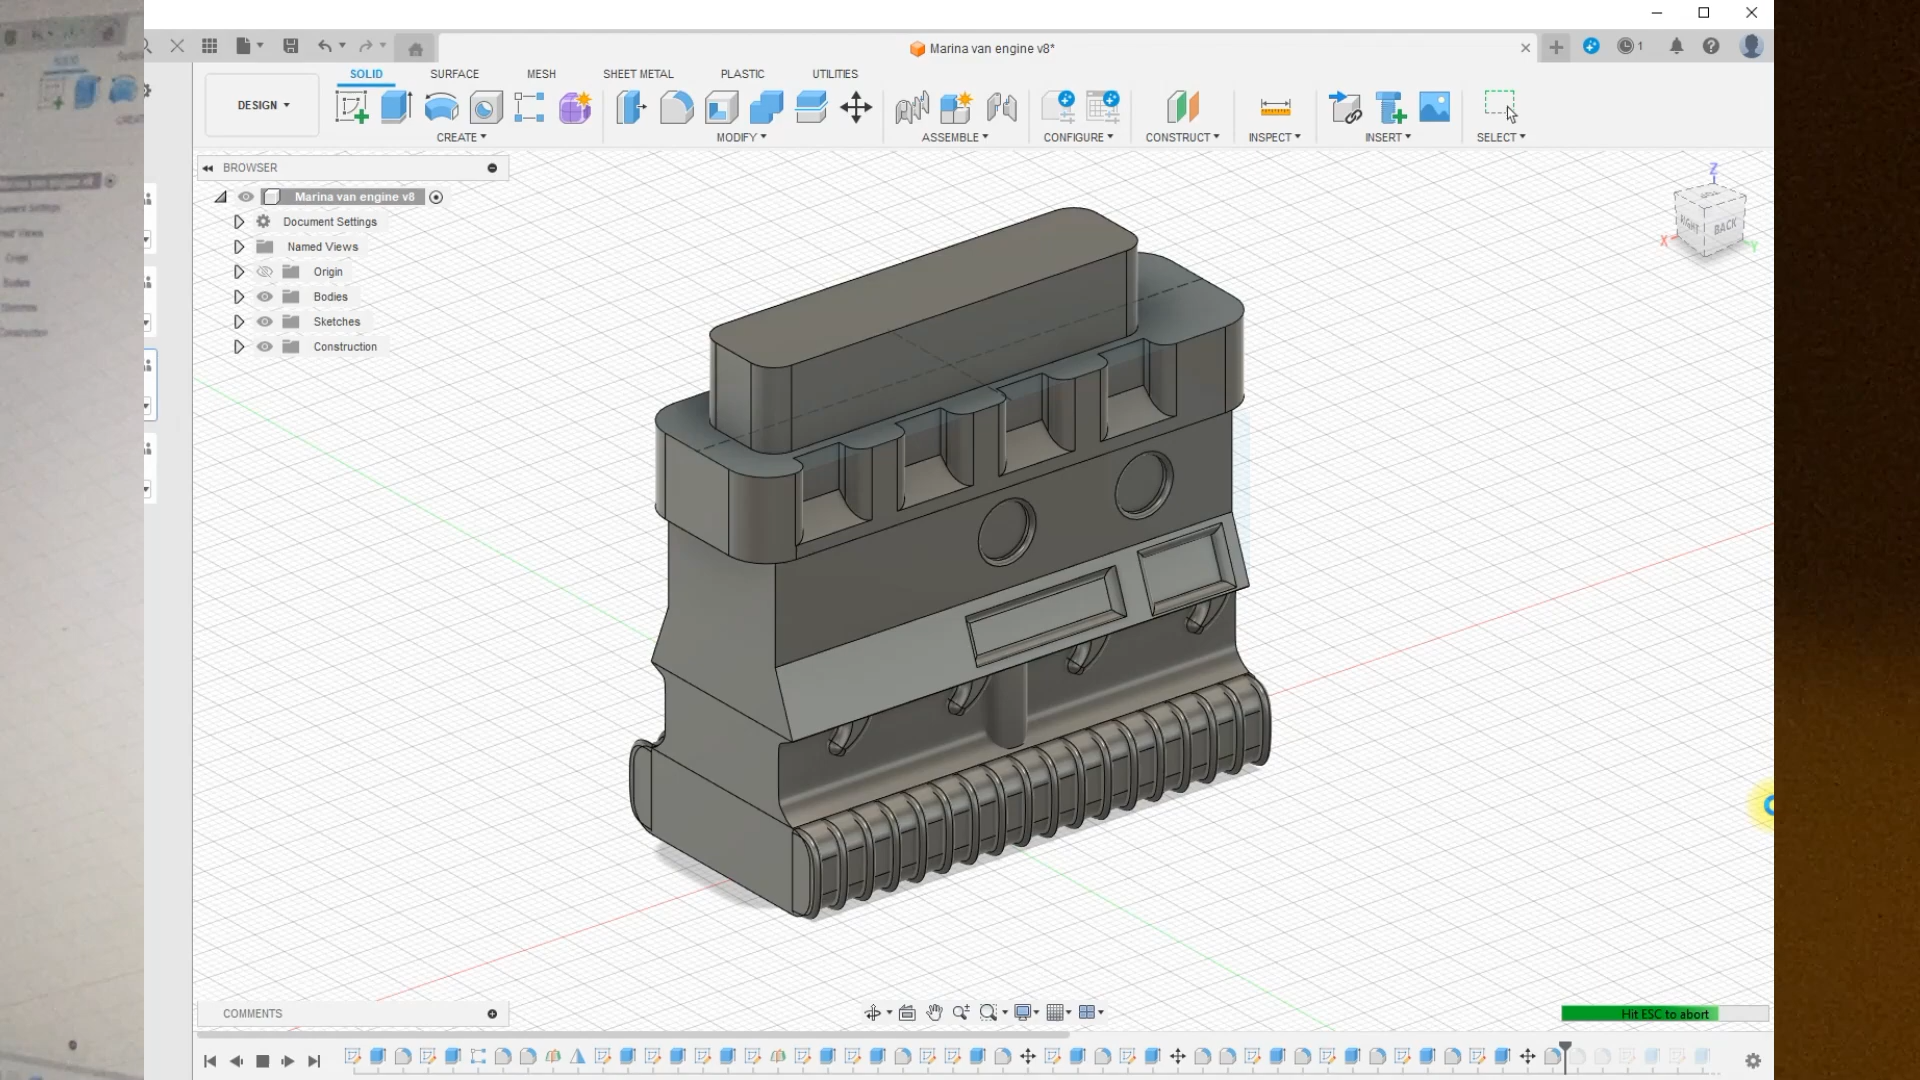 Marina van engine v8*
1
SOLID SURFACE MESH SHEET METAL PLASTIC UTILITIES
DESIGN
CREATE MODIFY ASSEMBLE CONFIGURE CONSTRUCT INSPECT INSERT SELECT
BROWSER
Marina van engine v8
Document Settings
Named Views
Origin
Bodies
Sketches
Construction
Z
RIGHT BACK
X Y
COMMENTS
Hit ESC to abort